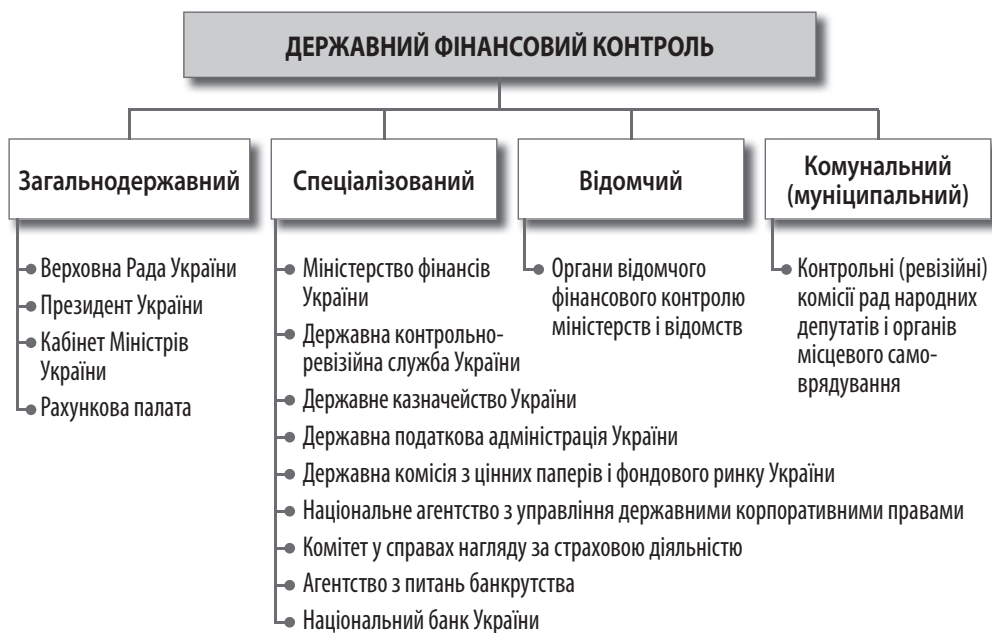 ДЕРЖАВНИЙ ФІНАНСОВИЙ КОНТРОЛЬ
Загальнодержавний
Верховна Рада України
Президент України
Кабінет Міністрів
України
Рахункова палата
Спеціалізований
Міністерство фінансів
України
Державна контрольно-
ревізійна служба України
Державне казначейство України
Державна податкова адміністрація України
Державна комісія з цінних паперів і фондового ринку України
Національне агентство з управління державними корпоративними правами
Комітет у справах нагляду за страховою діяльністю
Агентство з питань банкрутства
Національний банк України
Відомчий
Органи відомчого
фінансового контролю
міністерств і відомств
Комунальний
(муніципальний)
Контрольні (ревізійні)
комісії рад народних
депутатів і органів
місцевого само-
врядування